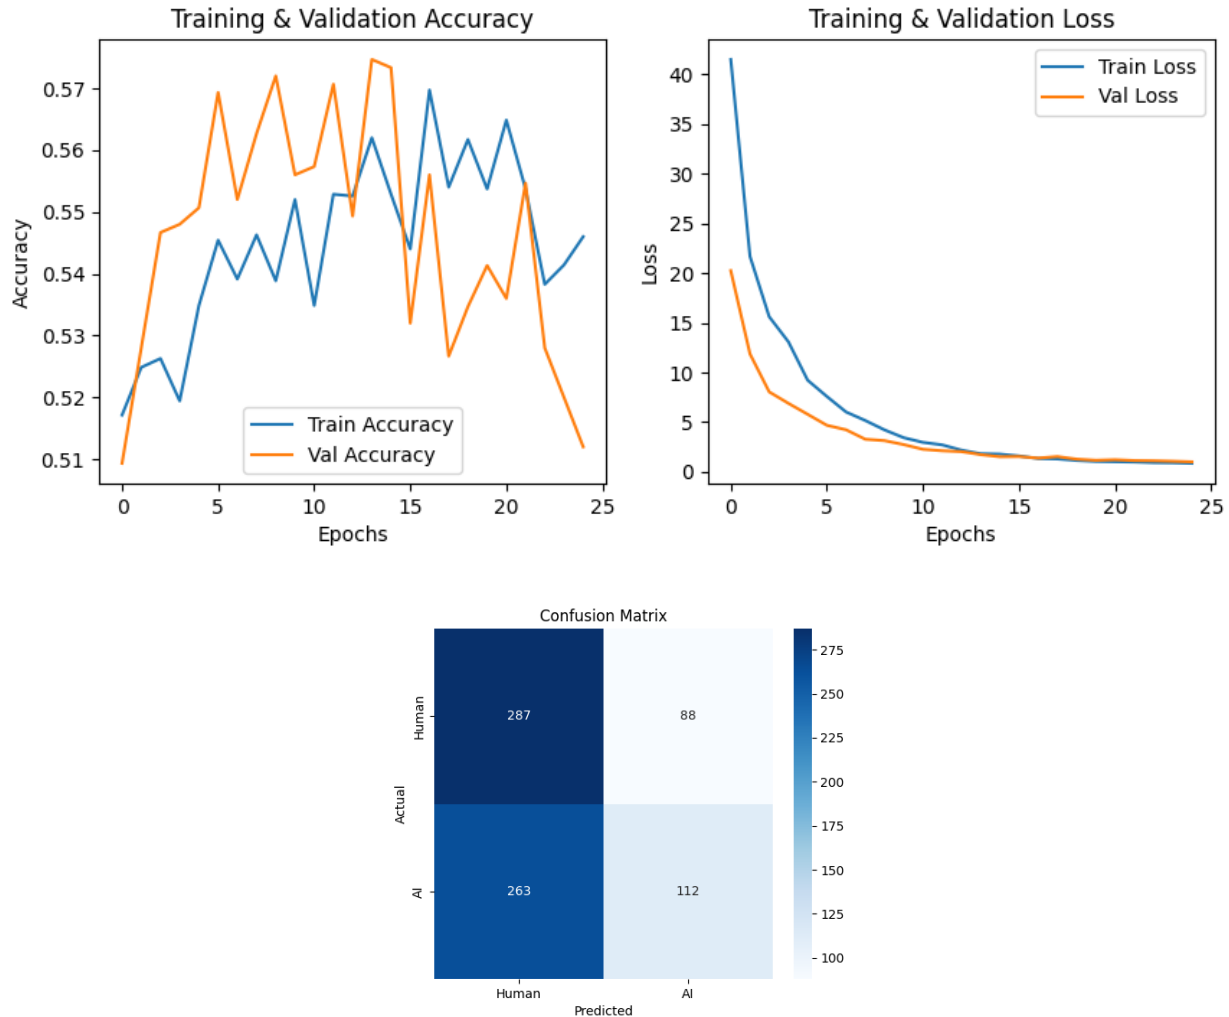 Training & Validation Accuracy
Accuracy
0.57
0.56
0.55
0.54
0.53
0.52
0.51
Train Accuracy
Val Accuracy
0 5 10 15 20 25
Epochs
Training & Validation Loss
Loss
40
35
30
25
20
15
10
5
0
Train Loss
Val Loss
0 5 10 15 20 25
Epochs
Confusion Matrix
Actual
Human
AI
287 88
263 112
Human AI
Predicted
275
250
225
200
175
150
125
100